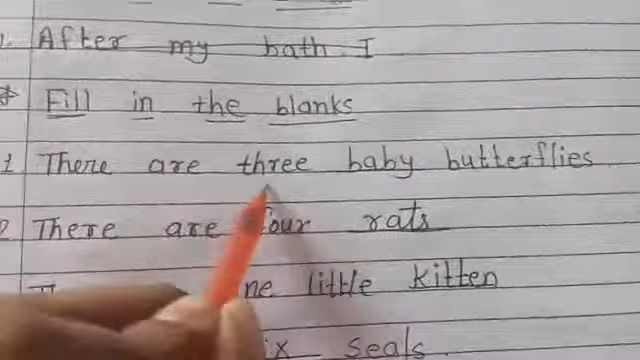 After my bath I
Fill in the blanks
1 There are three baby butterflies
2 There are four rats
little kitten
seals